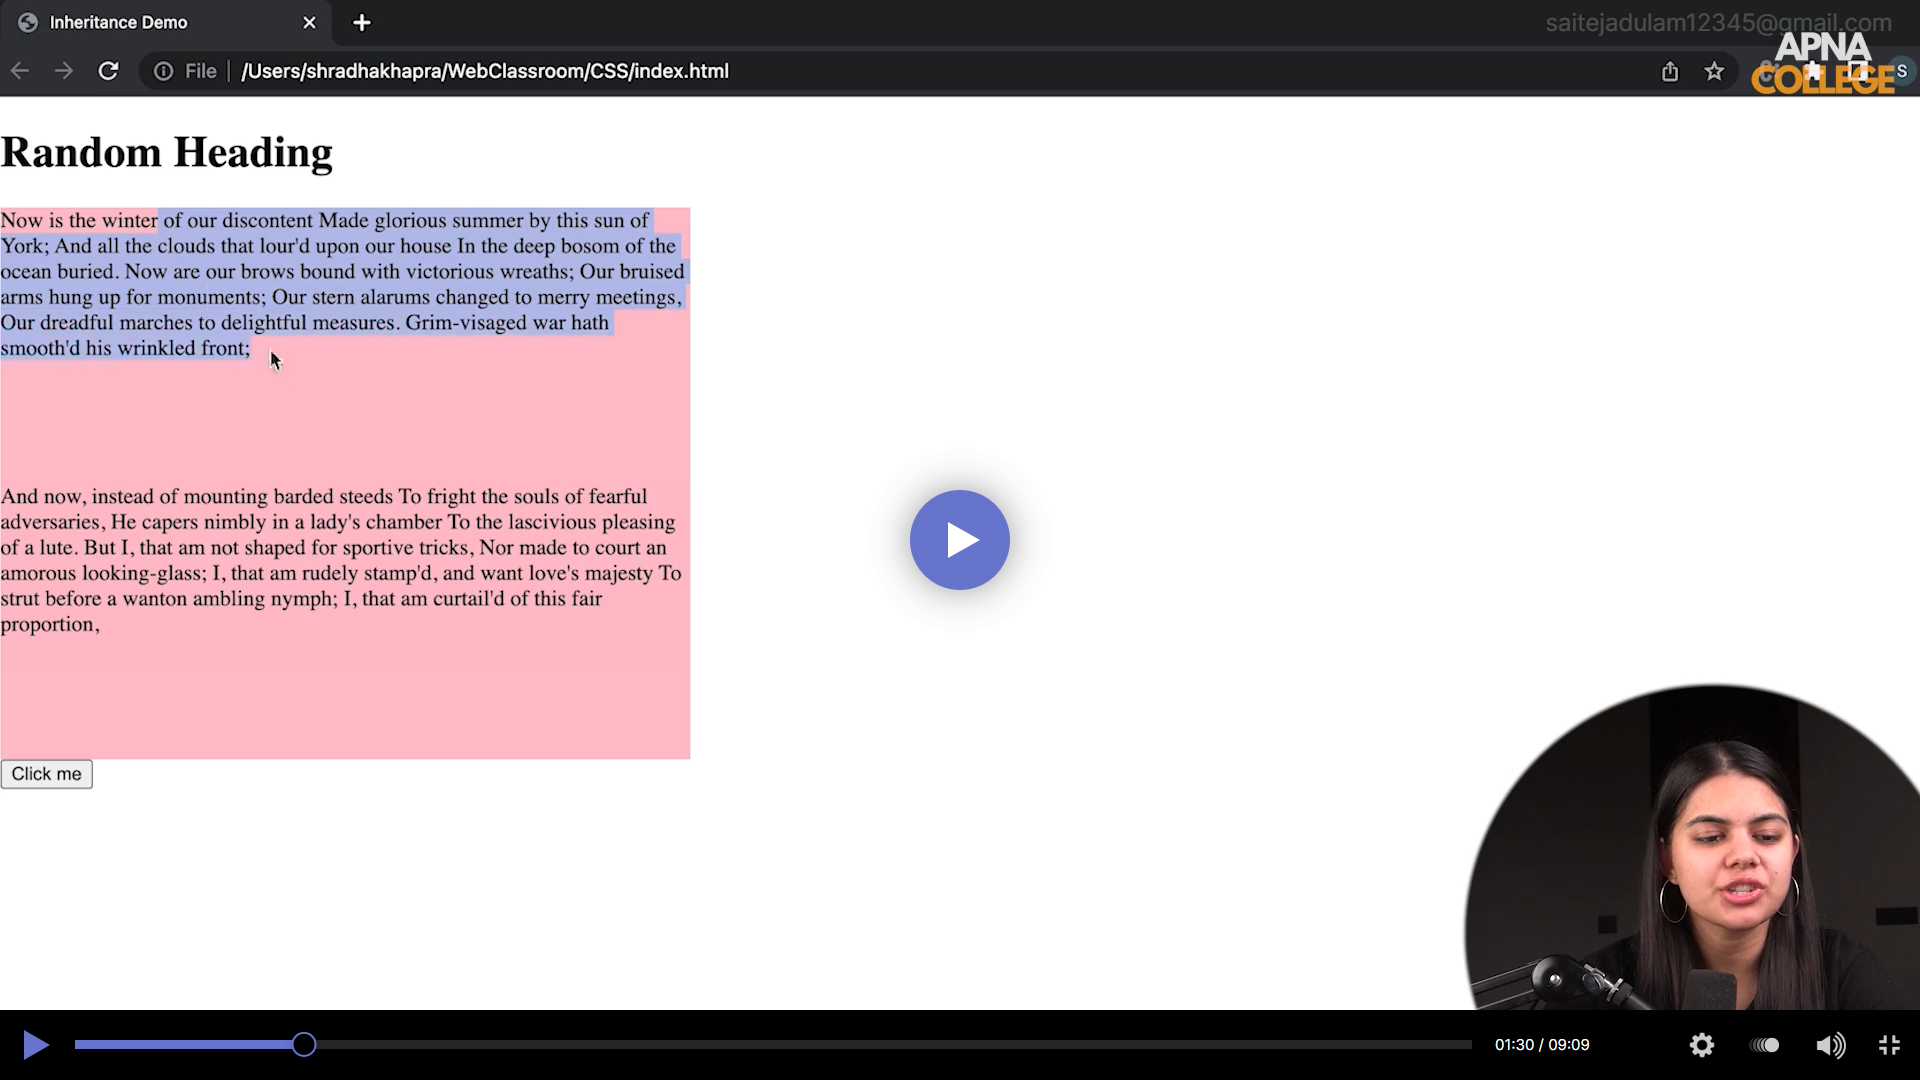 Inheritance Demo
saitejadulam12345@gmail.com
APNA
COLLEGE
File
/Users/shradhakhapra/WebClassroom/CSS/index.html
S
Random Heading
Now is the winter of our discontent Made glorious summer by this sun of
York; And all the clouds that lour'd upon our house In the deep bosom of the
ocean buried. Now are our brows bound with victorious wreaths; Our bruised
arms hung up for monuments; Our stern alarums changed to merry meetings,
Our dreadful marches to delightful measures. Grim-visaged war hath
smooth'd his wrinkled front;
And now, instead of mounting barded steeds To fright the souls of fearful
adversaries, He capers nimbly in a lady's chamber To the lascivious pleasing
of a lute. But I, that am not shaped for sportive tricks, Nor made to court an
amorous looking-glass; I, that am rudely stamp'd, and want love's majesty To
strut before a wanton ambling nymph; I, that am curtail'd of this fair
proportion,
Click me
01:30 / 09:09